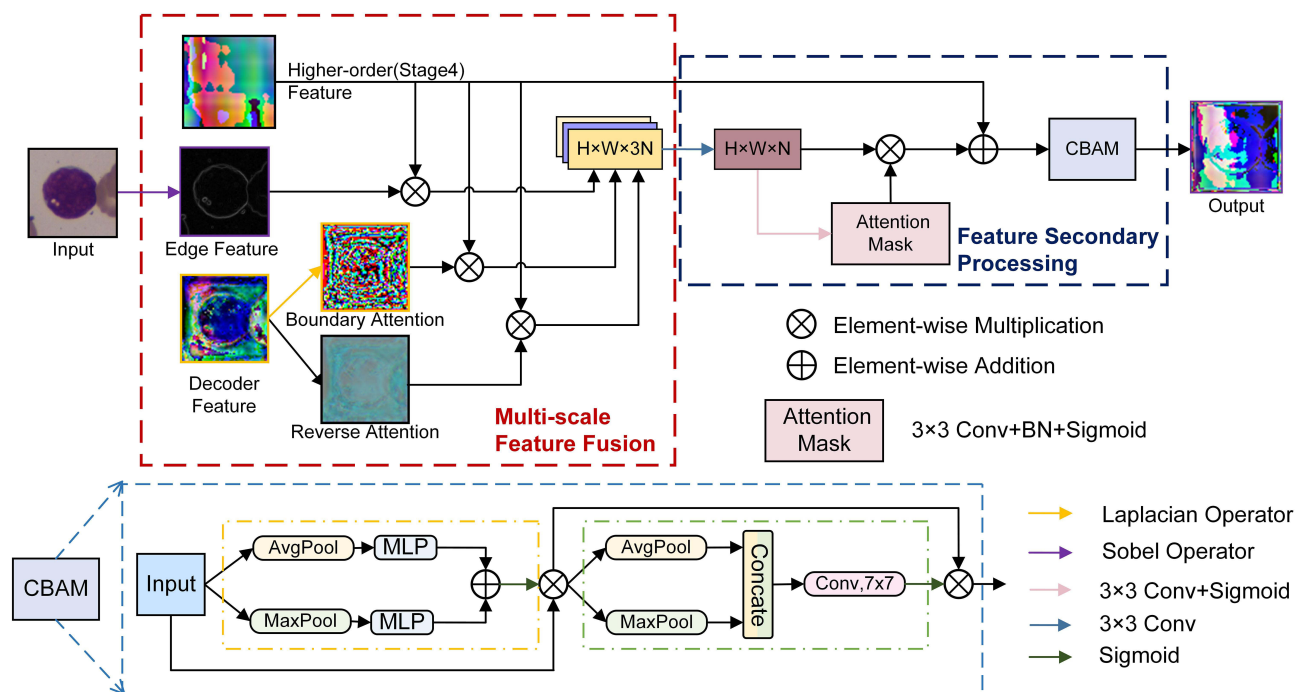 Higher-order(Stage4)
Feature
Input
Edge Feature
Boundary Attention
Decoder
Feature
Reverse Attention
Multi-scale
Feature Fusion
H×W×3N
H×W×N
Attention
Mask
CBAM
Output
Feature Secondary
Processing
Element-wise Multiplication
Element-wise Addition
Attention
Mask
3×3 Conv+BN+Sigmoid
CBAM
Input
AvgPool
MLP
MaxPool
MLP
AvgPool
MaxPool
Concate
Conv,7x7
Laplacian Operator
Sobel Operator
3×3 Conv+Sigmoid
3×3 Conv
Sigmoid